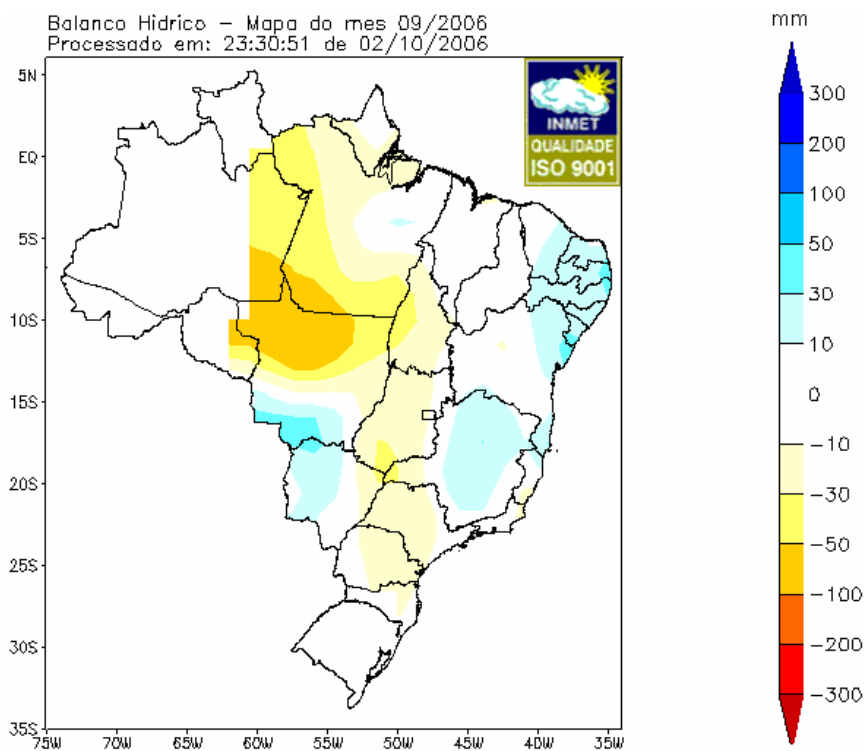 Balanco Hidrico - Mapa do mes 09/2006
Processado em: 23:30:51 de 02/10/2006
mm
INMET
QUALIDADE
ISO 9001
5N
EQ
5S
10S
15S
20S
25S
30S
35S
75W
70W
65W
60W
55W
50W
45W
40W
35W
300
200
100
50
30
10
0
-10
-30
-50
-100
-200
-300